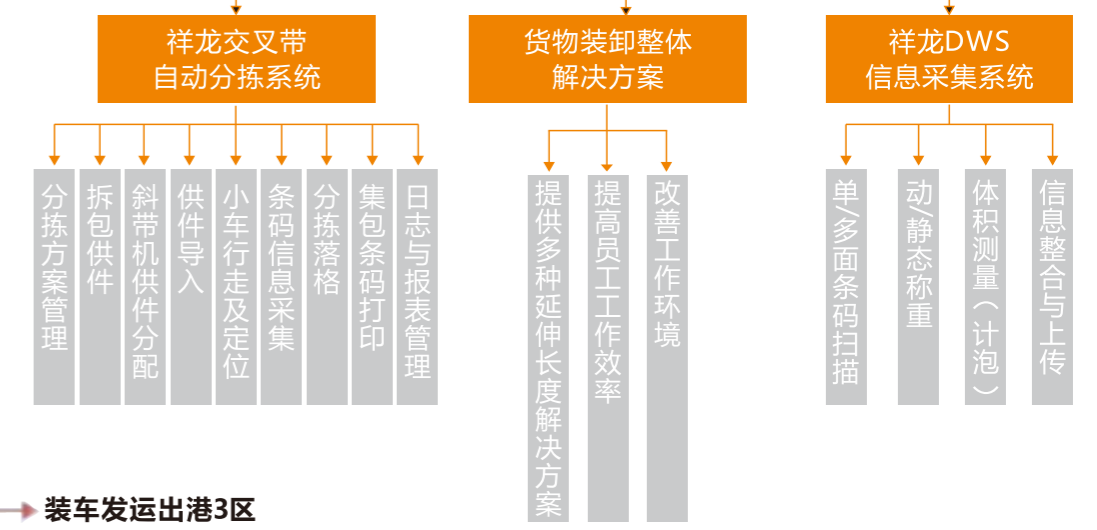 祥龙交叉带
自动分拣系统
货物装卸整体
解决方案
祥龙DWS
信息采集系统
分拣方案管理
拆包供件
斜带机供件分配
供件导入
小车行走及定位
条码信息采集
分拣落格
集包条码打印
日志与报表管理
提供多种延伸长度解决方案
提高员工工作效率
改善工作环境
单/多面条码扫描
动/静态称重
体积测量（计泡）
信息整合与上传
装车发运出港3区